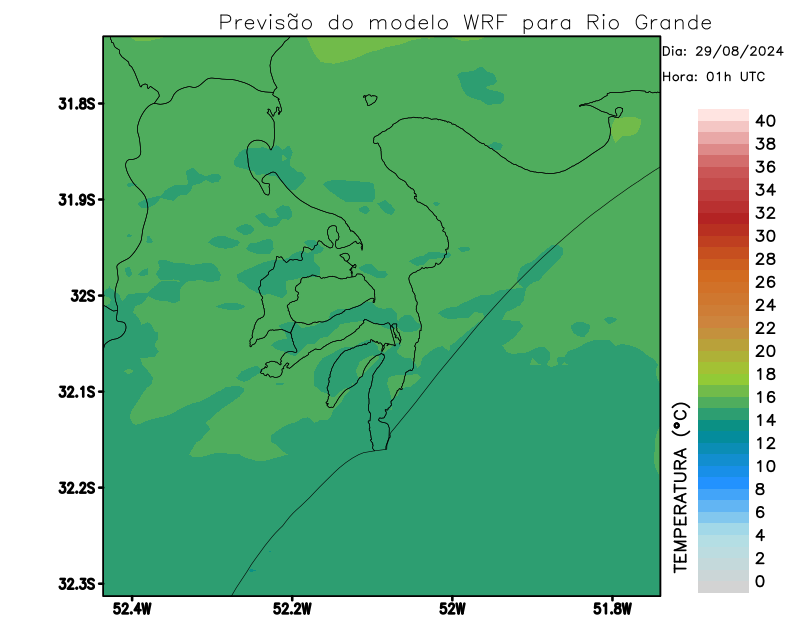 Previsão do modelo WRF para Rio Grande
Dia: 29/08/2024
Hora: 01h UTC
31.8S
31.9S
32S
32.1S
32.2S
32.3S
52.4W
52.2W
52W
51.8W
TEMPERATURA (°C)
40
38
36
34
32
30
28
26
24
22
20
18
16
14
12
10
8
6
4
2
0